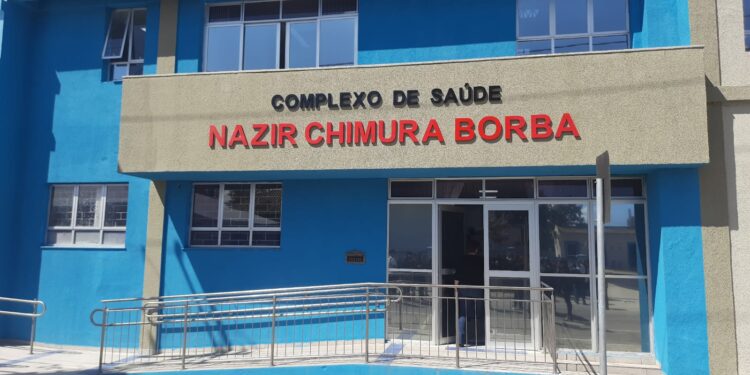 COMPLEXO DE SAÚDE
NAZIR CHIMURA BORBA